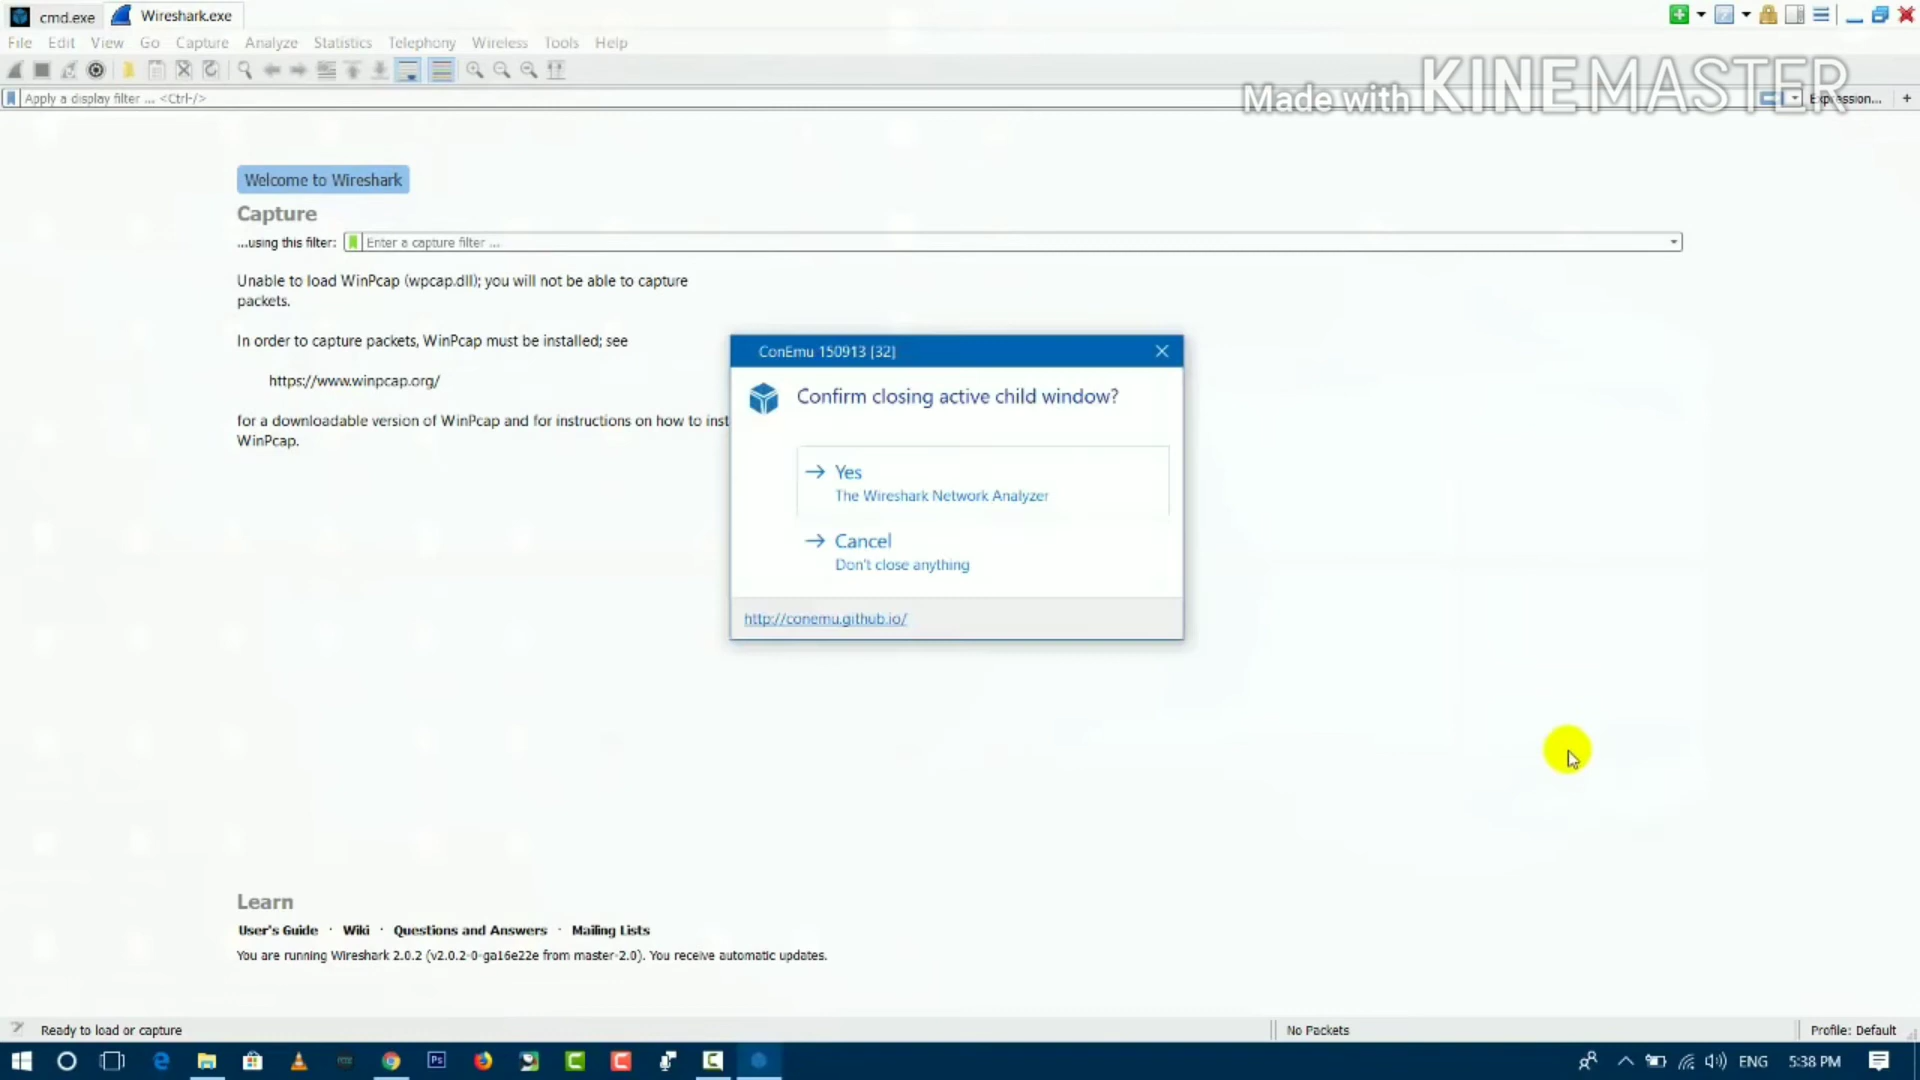 cmd.exe
Wireshark.exe
File Edit View Go Capture Analyze Statistics Telephony Wireless Tools Help
Made with KINEMASTER
Apply a display filter ... <Ctrl-/>
Expression... +
Welcome to Wireshark
Capture
...using this filter: Enter a capture filter ...
Unable to load WinPcap (wpcap.dll); you will not be able to capture
packets.
In order to capture packets, WinPcap must be installed; see
https://www.winpcap.org/
for a downloadable version of WinPcap and for instructions on how to inst
WinPcap.
ConEmu 150913 [32]
Confirm closing active child window?
Yes
The Wireshark Network Analyzer
Cancel
Don't close anything
http://conemu.github.io/
Learn
User's Guide · Wiki · Questions and Answers · Mailing Lists
You are running Wireshark 2.0.2 (v2.0.2-0-ga16e22e from master-2.0). You receive automatic updates.
Ready to load or capture
No Packets
Profile: Default
Ps
ENG
5:38 PM